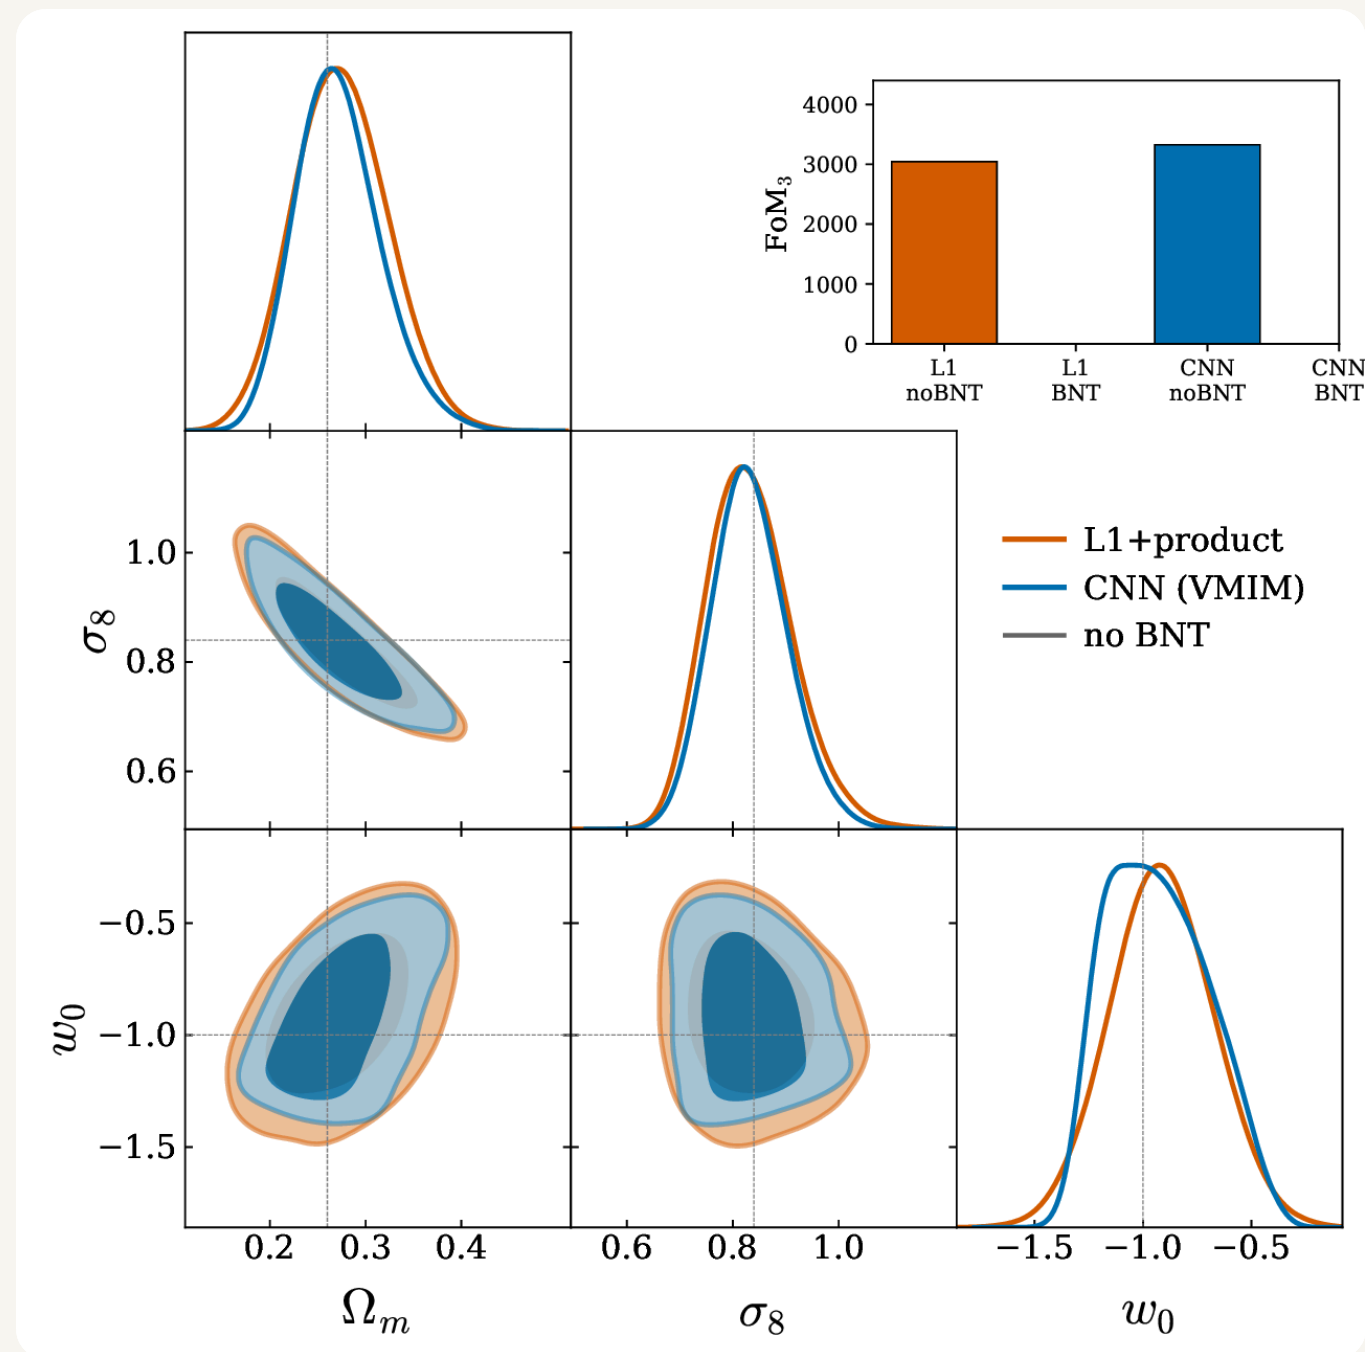 4000
3000
2000
1000
0
FoM₃
L1 noBNT
L1 BNT
CNN noBNT
CNN BNT
L1+product
CNN (VMIM)
no BNT
1.0
0.8
0.6
σ₈
−0.5
−1.0
−1.5
w₀
0.2 0.3 0.4
0.6 0.8 1.0
−1.5 −1.0 −0.5
Ωₘ
σ₈
w₀